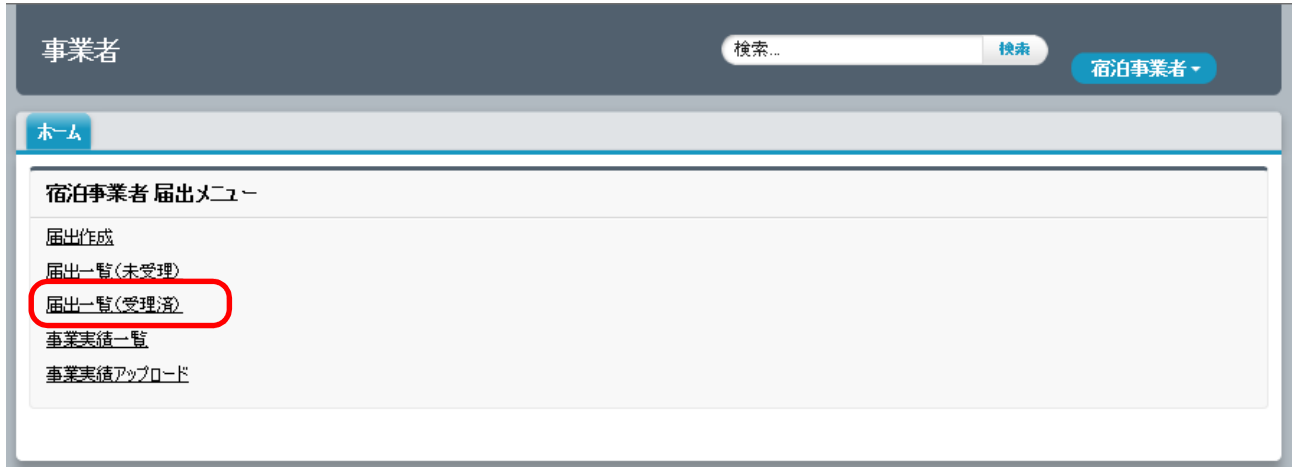 事業者
検索...
検索
宿泊事業者
ホーム
宿泊事業者 届出メニュー
届出作成
届出一覧(未受理)
届出一覧(受理済)
事業実績一覧
事業実績アップロード